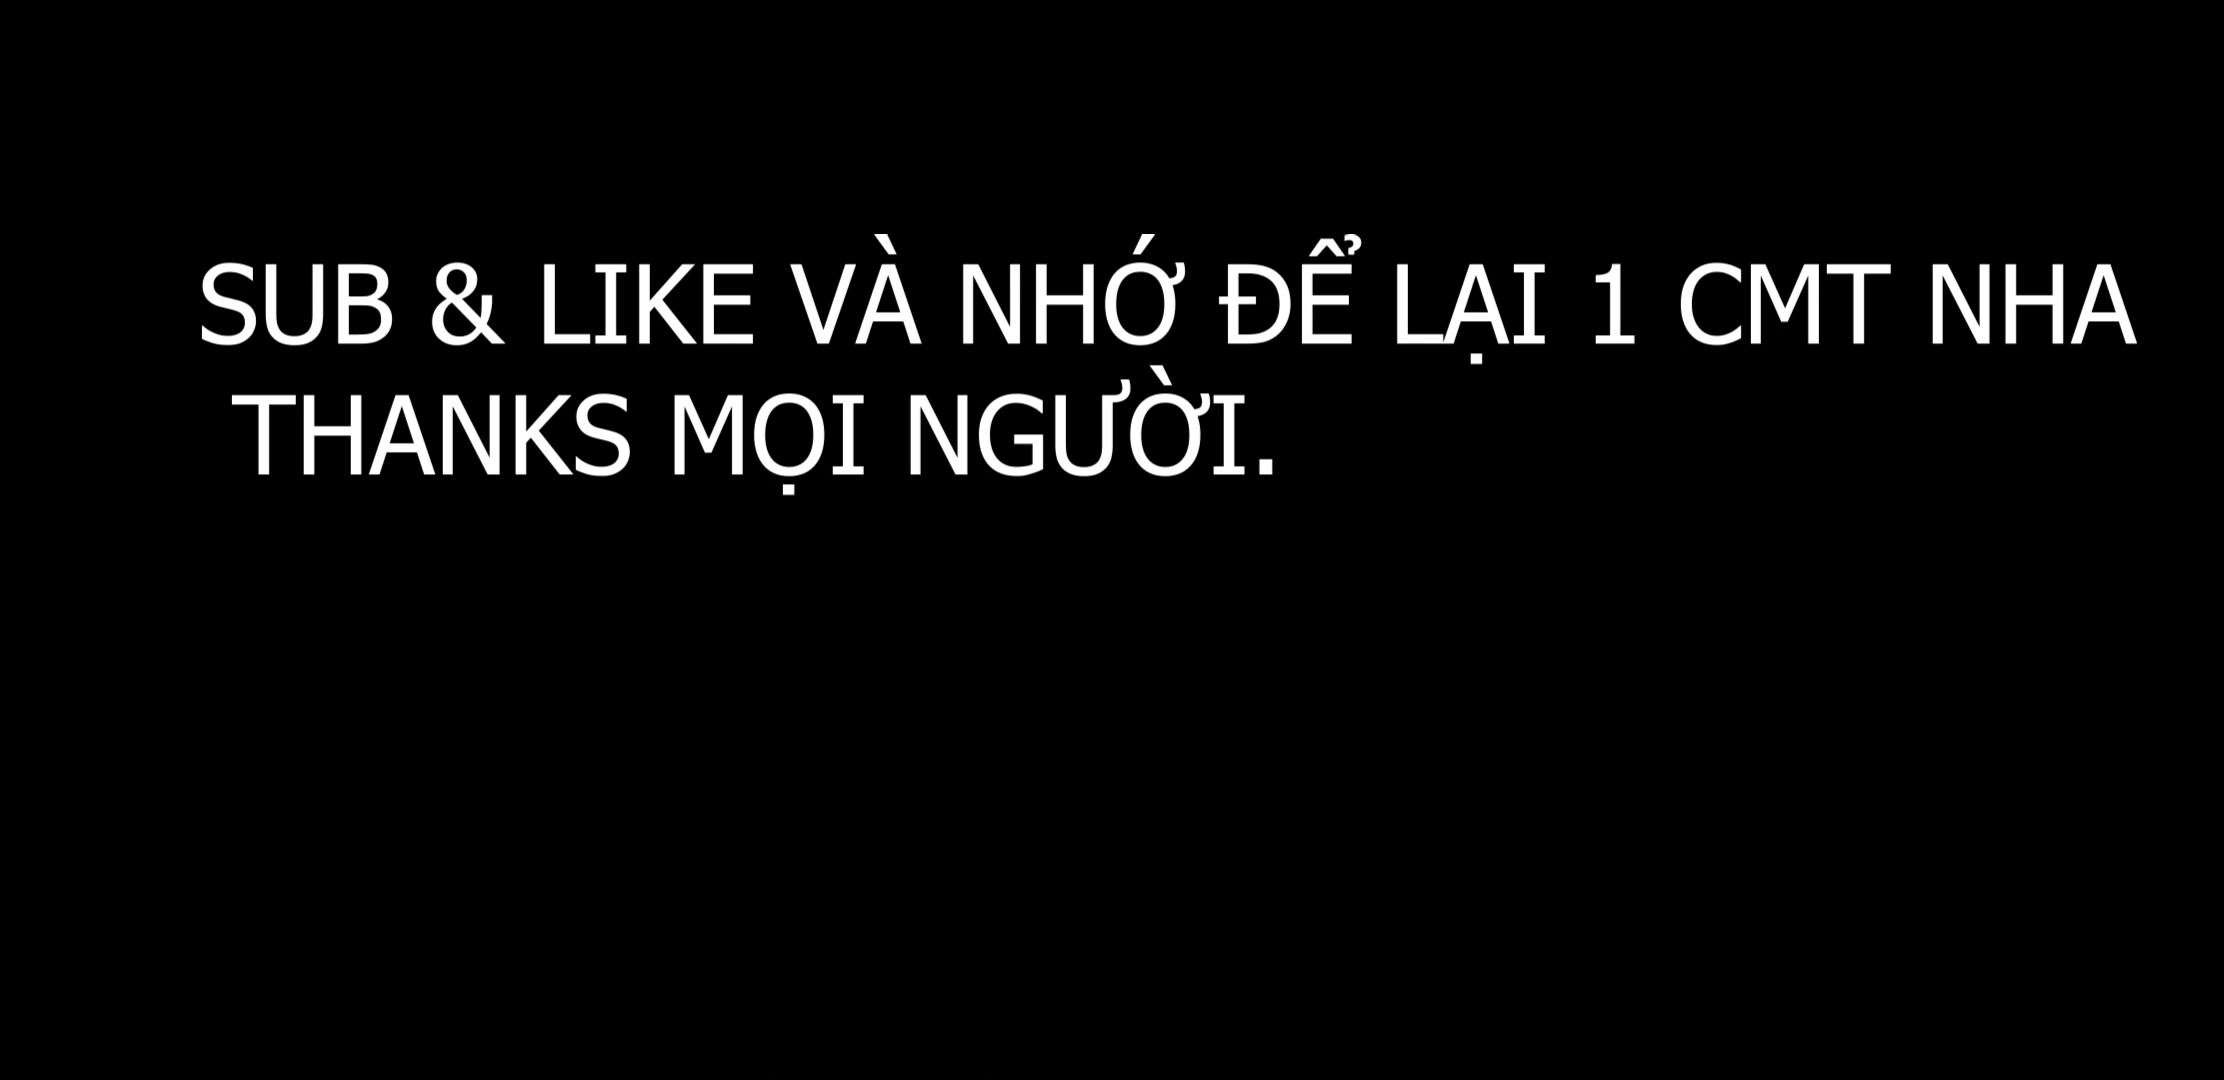 SUB & LIKE VÀ NHỚ ĐỂ LẠI 1 CMT NHA
THANKS MỌI NGƯỜI.